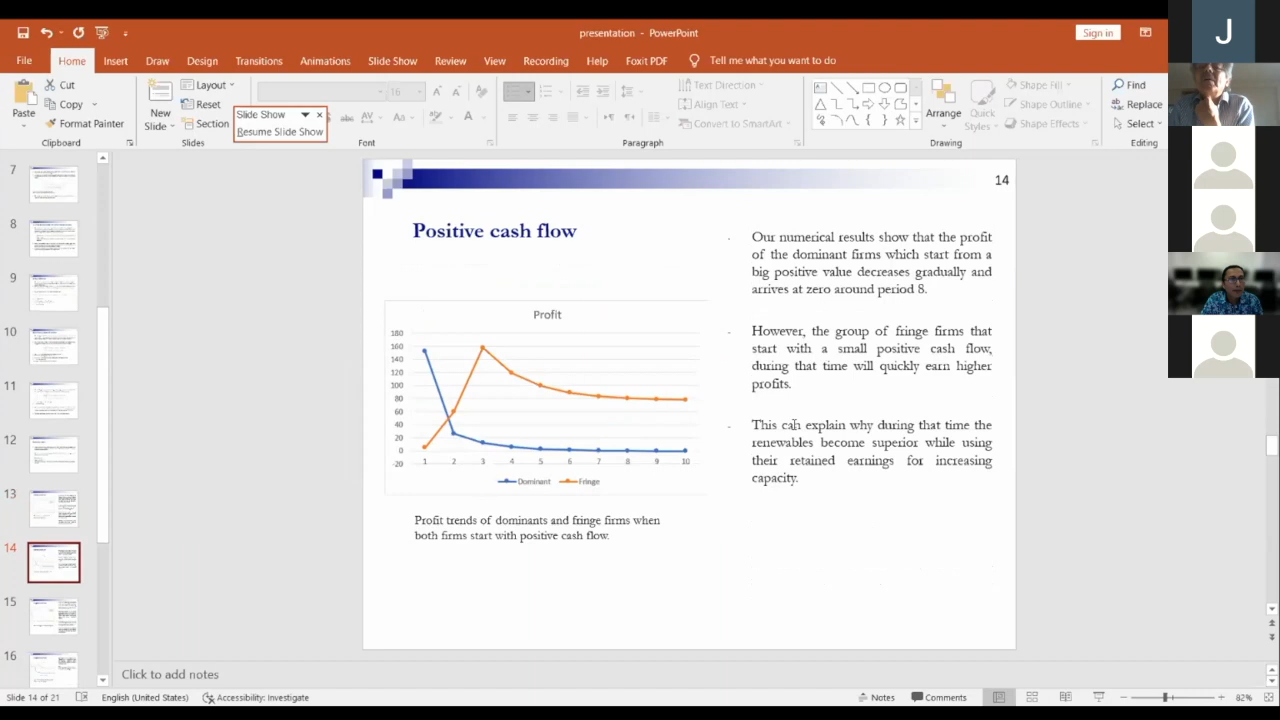 presentation - PowerPoint
Sign in
J
File Home Insert Draw Design Transitions Animations Slide Show Review View Recording Help Foxit PDF Tell me what you want to do
Paste
Cut
Copy
Format Painter
Clipboard
New
Slide
Layout
Reset
Section
Slides
Slide Show
Resume Slide Show
16
Font
Text Direction
Align Text
Convert to SmartArt
Paragraph
Arrange
Quick
Styles
Shape Fill
Shape Outline
Shape Effects
Drawing
Find
Replace
Select
Editing
7
8
9
10
11
12
13
14
15
16
14
Positive cash flow
Profit
180
160
140
120
100
80
60
40
20
0
-20
1 2 3 4 5 6 7 8 9 10
Dominant Fringe
Profit trends of dominants and fringe firms when
both firms start with positive cash flow.
- Our numerical results show that the profit
of the dominant firms which start from a
big positive value decreases gradually and
arrives at zero around period 8.
- However, the group of fringe firms that
start with a small positive cash flow,
during that time will quickly earn higher
profits.
- This can explain why during that time the
renewables become superior while using
their retained earnings for increasing
capacity.
Click to add notes
Slide 14 of 21 English (United States) Accessibility: Investigate Notes Comments 82%